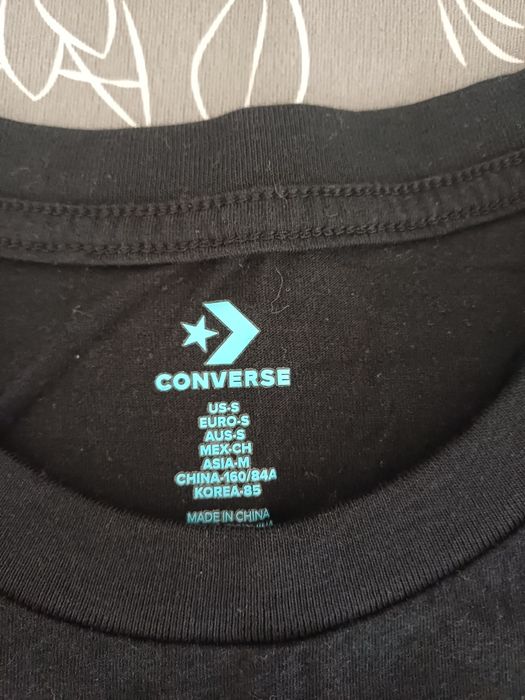 CONVERSE
US-S
EURO-S
AUS-S
MEX-CH
ASIA-M
CHINA-160/84A
KOREA-85
MADE IN CHINA